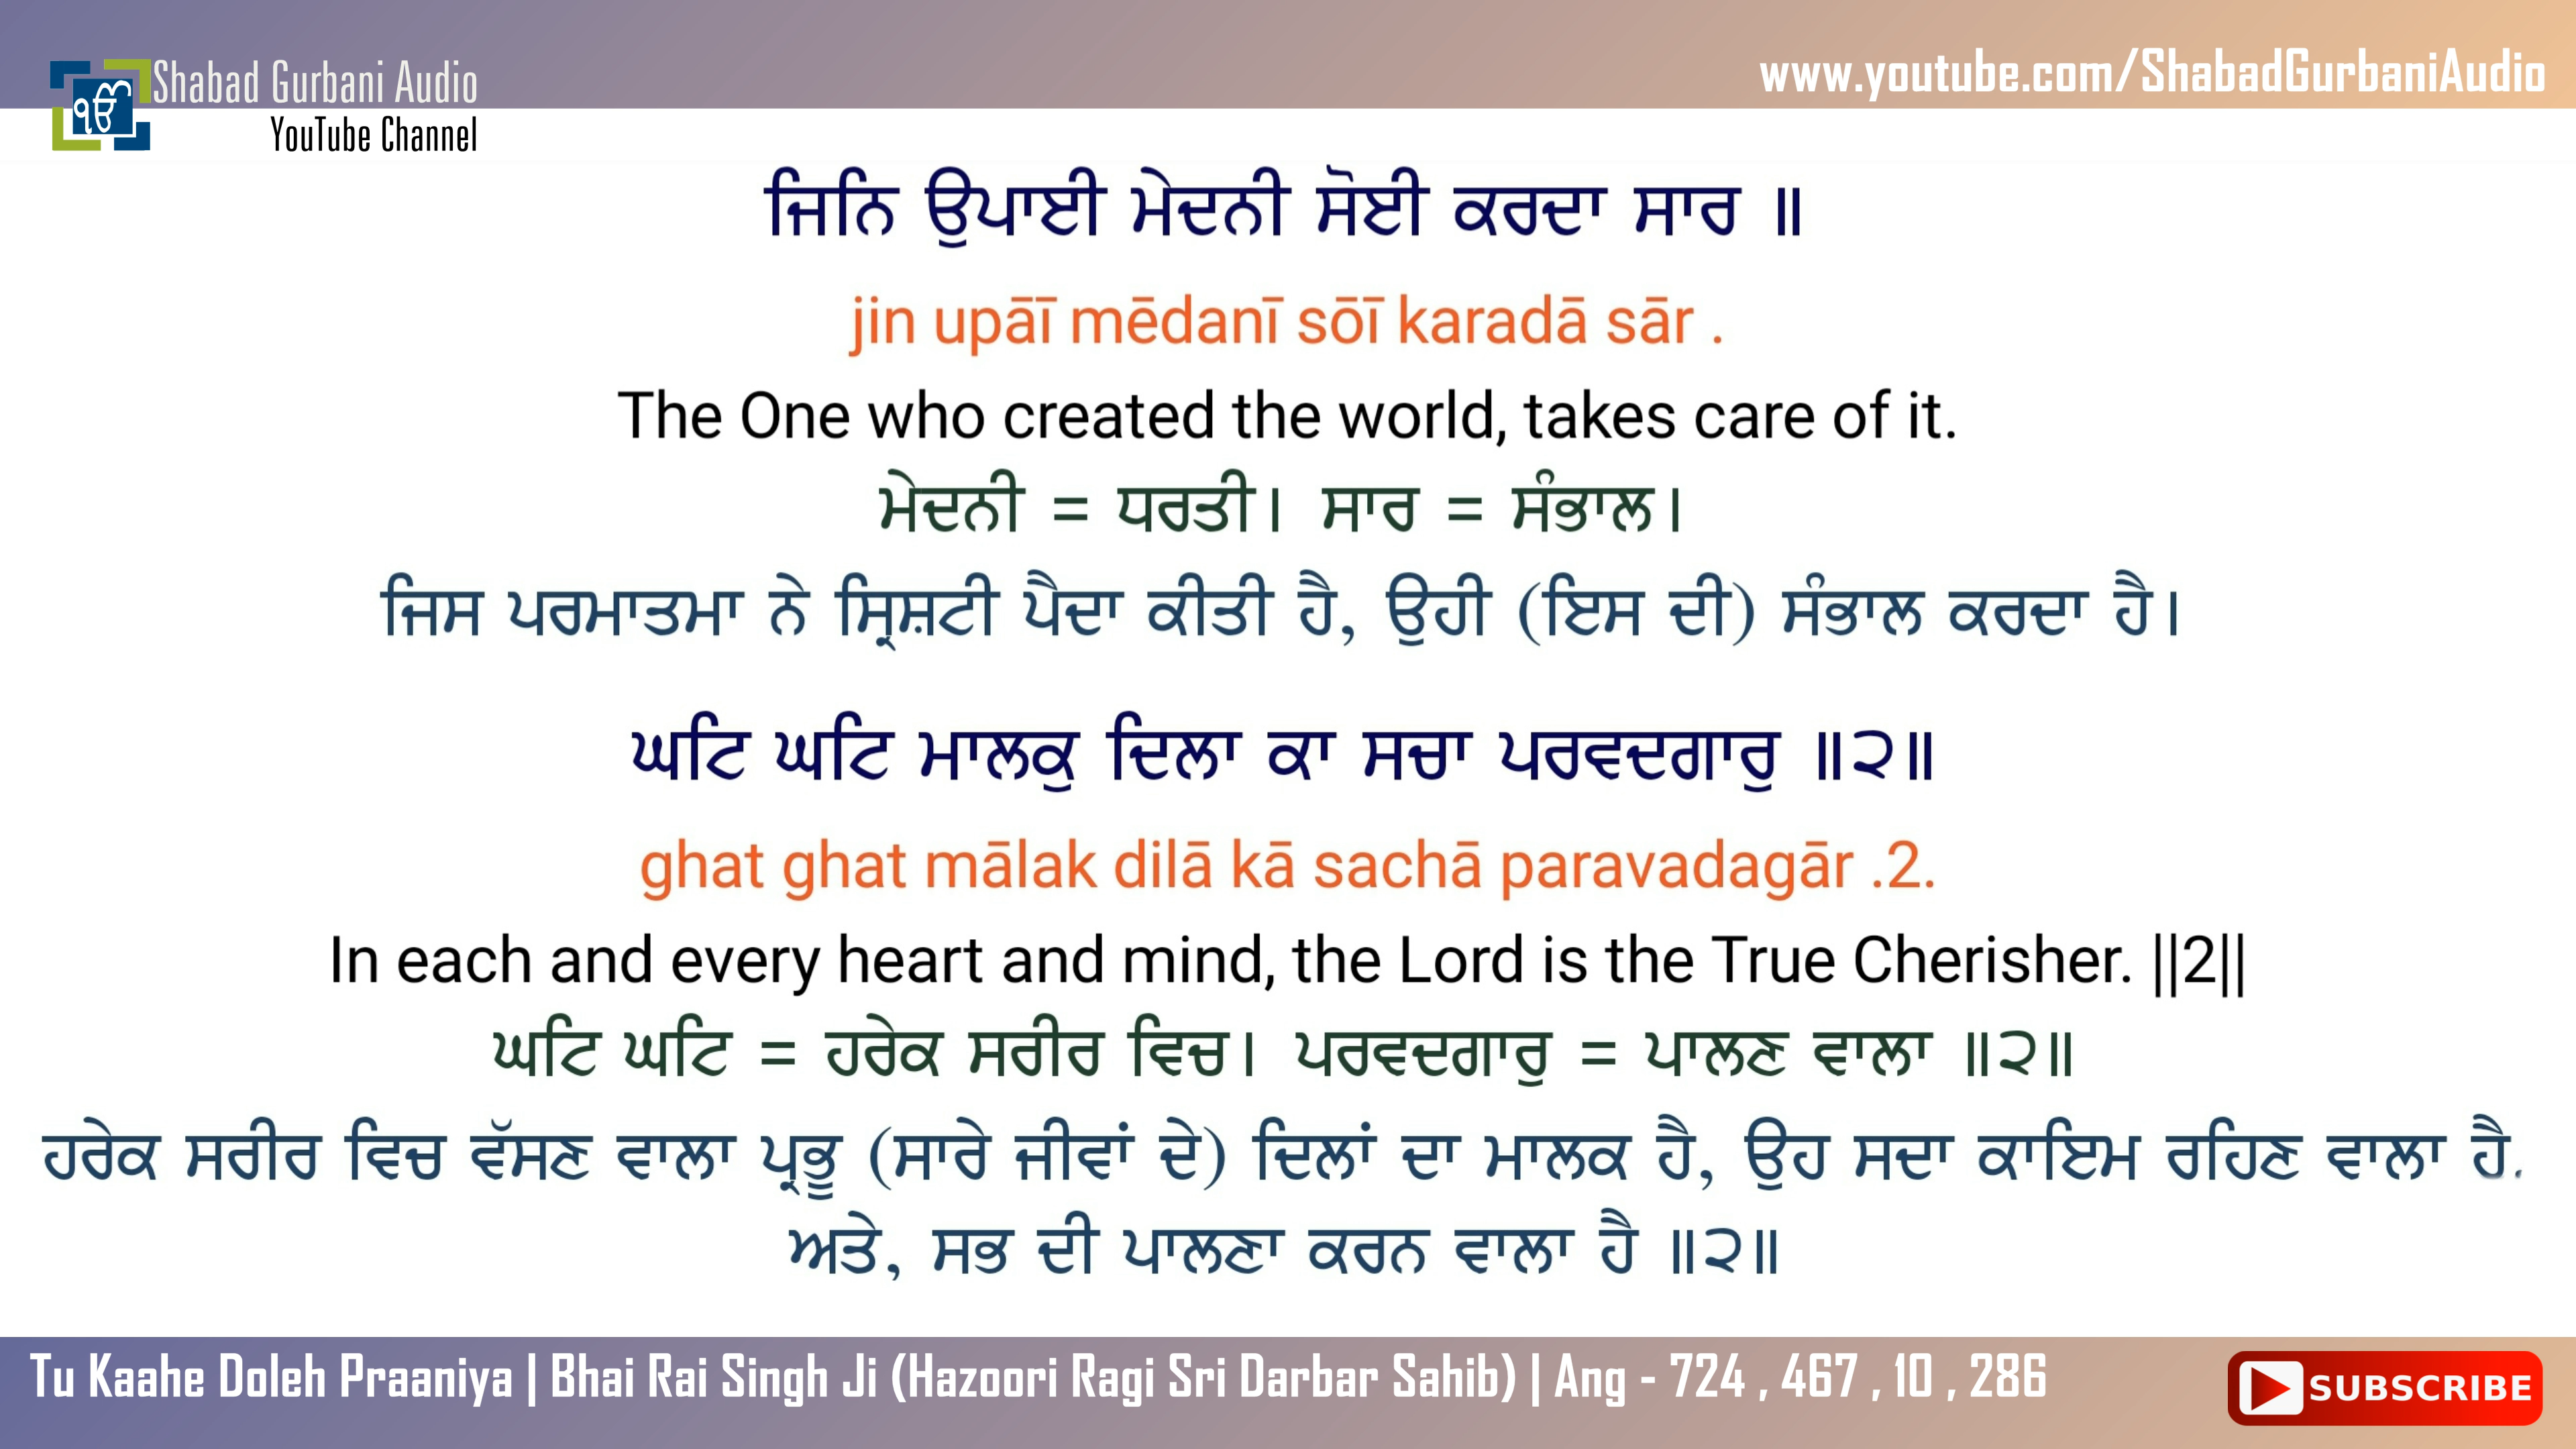 Shabad Gurbani Audio
YouTube Channel
ੴ
www.youtube.com/ShabadGurbaniAudio
ਜਿਨਿ ਉਪਾਈ ਮੇਦਨੀ ਸੋਈ ਕਰਦਾ ਸਾਰ ॥
jin upāī mēdanī sōī karadā sār .
The One who created the world, takes care of it.
ਮੇਦਨੀ = ਧਰਤੀ। ਸਾਰ = ਸੰਭਾਲ।
ਜਿਸ ਪਰਮਾਤਮਾ ਨੇ ਸ੍ਰਿਸ਼ਟੀ ਪੈਦਾ ਕੀਤੀ ਹੈ, ਉਹੀ (ਇਸ ਦੀ) ਸੰਭਾਲ ਕਰਦਾ ਹੈ।
ਘਟਿ ਘਟਿ ਮਾਲਕੁ ਦਿਲਾ ਕਾ ਸਚਾ ਪਰਵਦਗਾਰੁ ॥੨॥
ghat ghat mālak dilā kā sachā paravadagār .2.
In each and every heart and mind, the Lord is the True Cherisher. ||2||
ਘਟਿ ਘਟਿ = ਹਰੇਕ ਸਰੀਰ ਵਿਚ। ਪਰਵਦਗਾਰੁ = ਪਾਲਣ ਵਾਲਾ ॥੨॥
ਹਰੇਕ ਸਰੀਰ ਵਿਚ ਵੱਸਣ ਵਾਲਾ ਪ੍ਰਭੂ (ਸਾਰੇ ਜੀਵਾਂ ਦੇ) ਦਿਲਾਂ ਦਾ ਮਾਲਕ ਹੈ, ਉਹ ਸਦਾ ਕਾਇਮ ਰਹਿਣ ਵਾਲਾ ਹੈ.
ਅਤੇ, ਸਭ ਦੀ ਪਾਲਣਾ ਕਰਨ ਵਾਲਾ ਹੈ ॥੨॥
Tu Kaahe Doleh Praaniya | Bhai Rai Singh Ji (Hazoori Ragi Sri Darbar Sahib) | Ang - 724 , 467 , 10 , 286
SUBSCRIBE